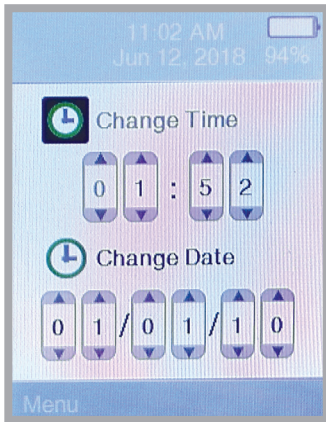 11:02 AM
Jun 12, 2018 94%
Change Time
01:52
Change Date
01/01/10
Menu